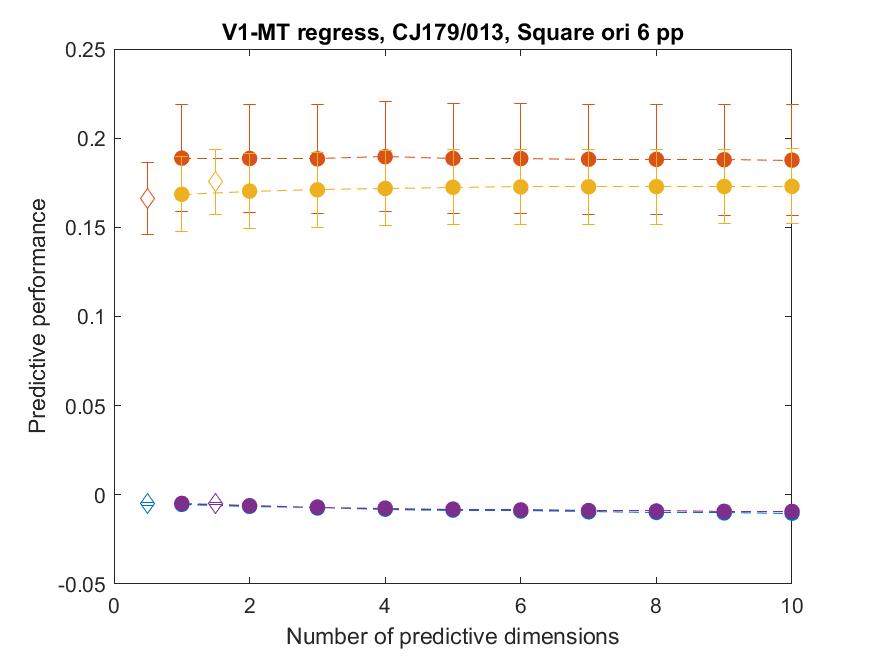 V1-MT regress, CJ179/013, Square ori 6 pp
0.25
0.2
0.15
0.1
0.05
0
-0.05
Predictive performance
0 2 4 6 8 10
Number of predictive dimensions